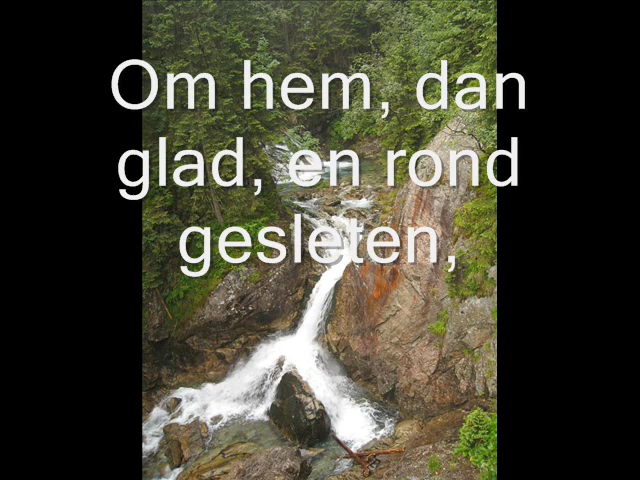 Om hem, dan
glad, en rond
gesleten,